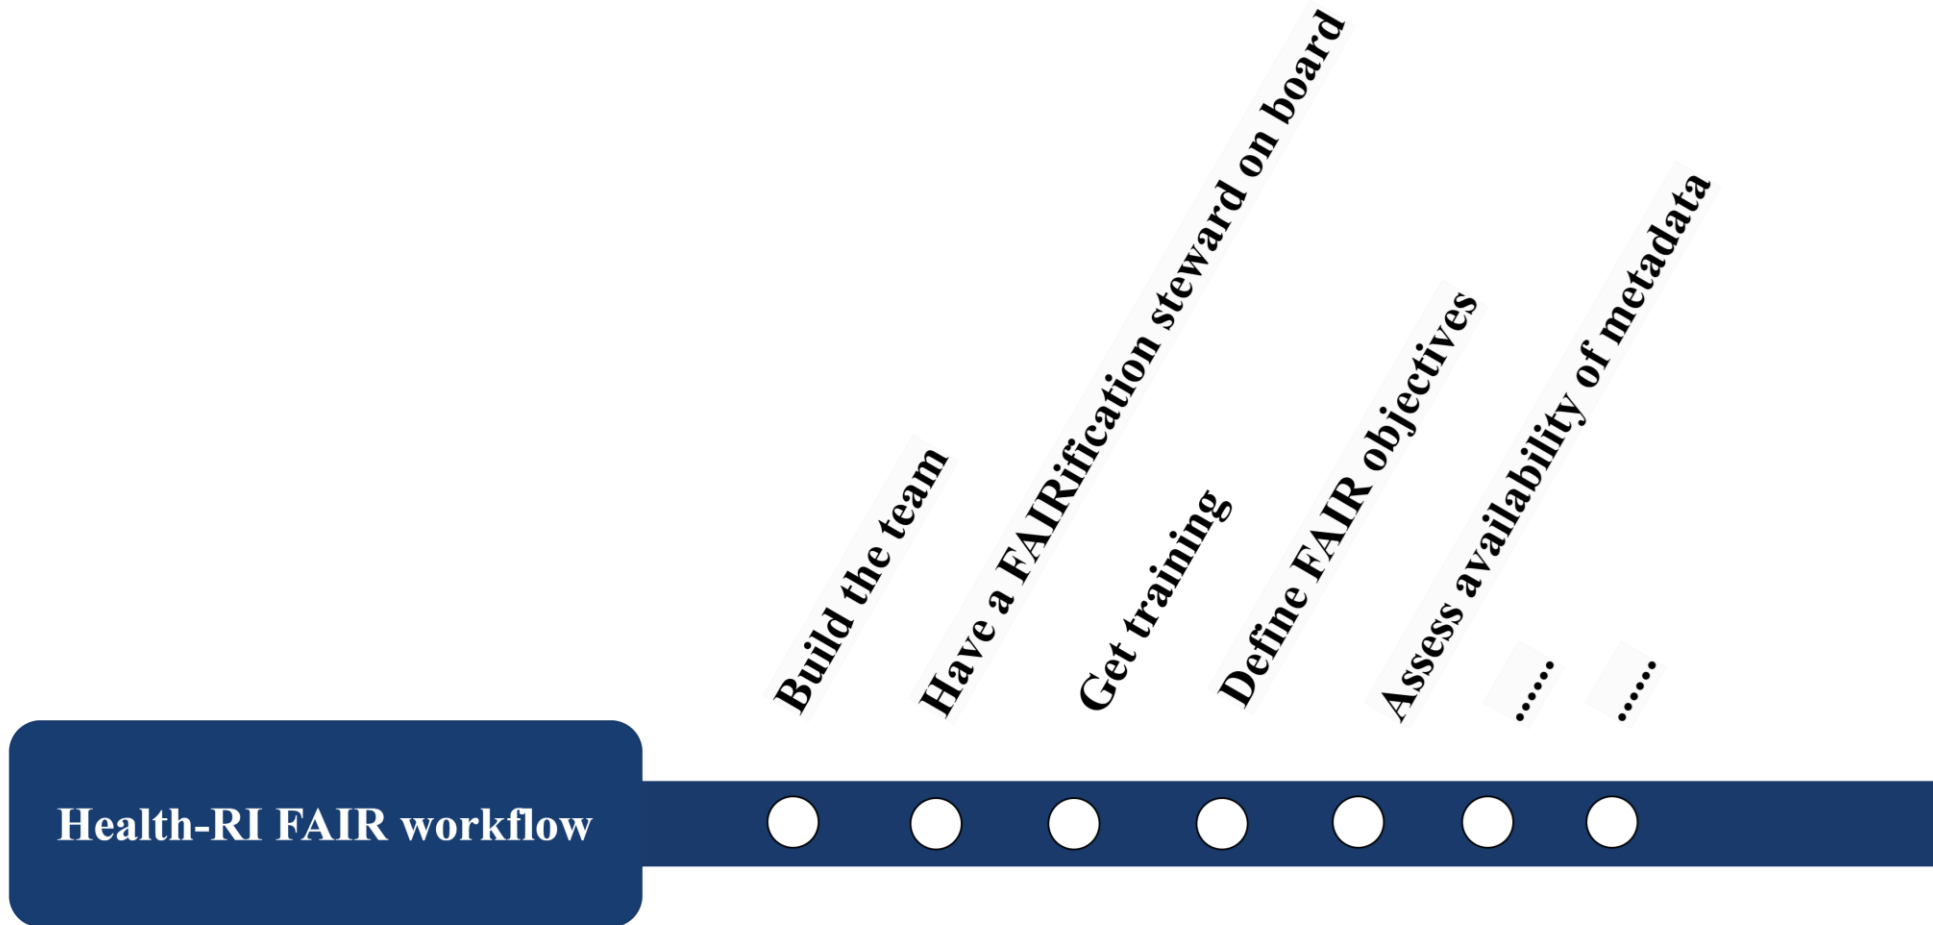 Build the team
Have a FAIRification steward on board
Get training
Define FAIR objectives
Assess availability of metadata
......
......
Health-RI FAIR workflow